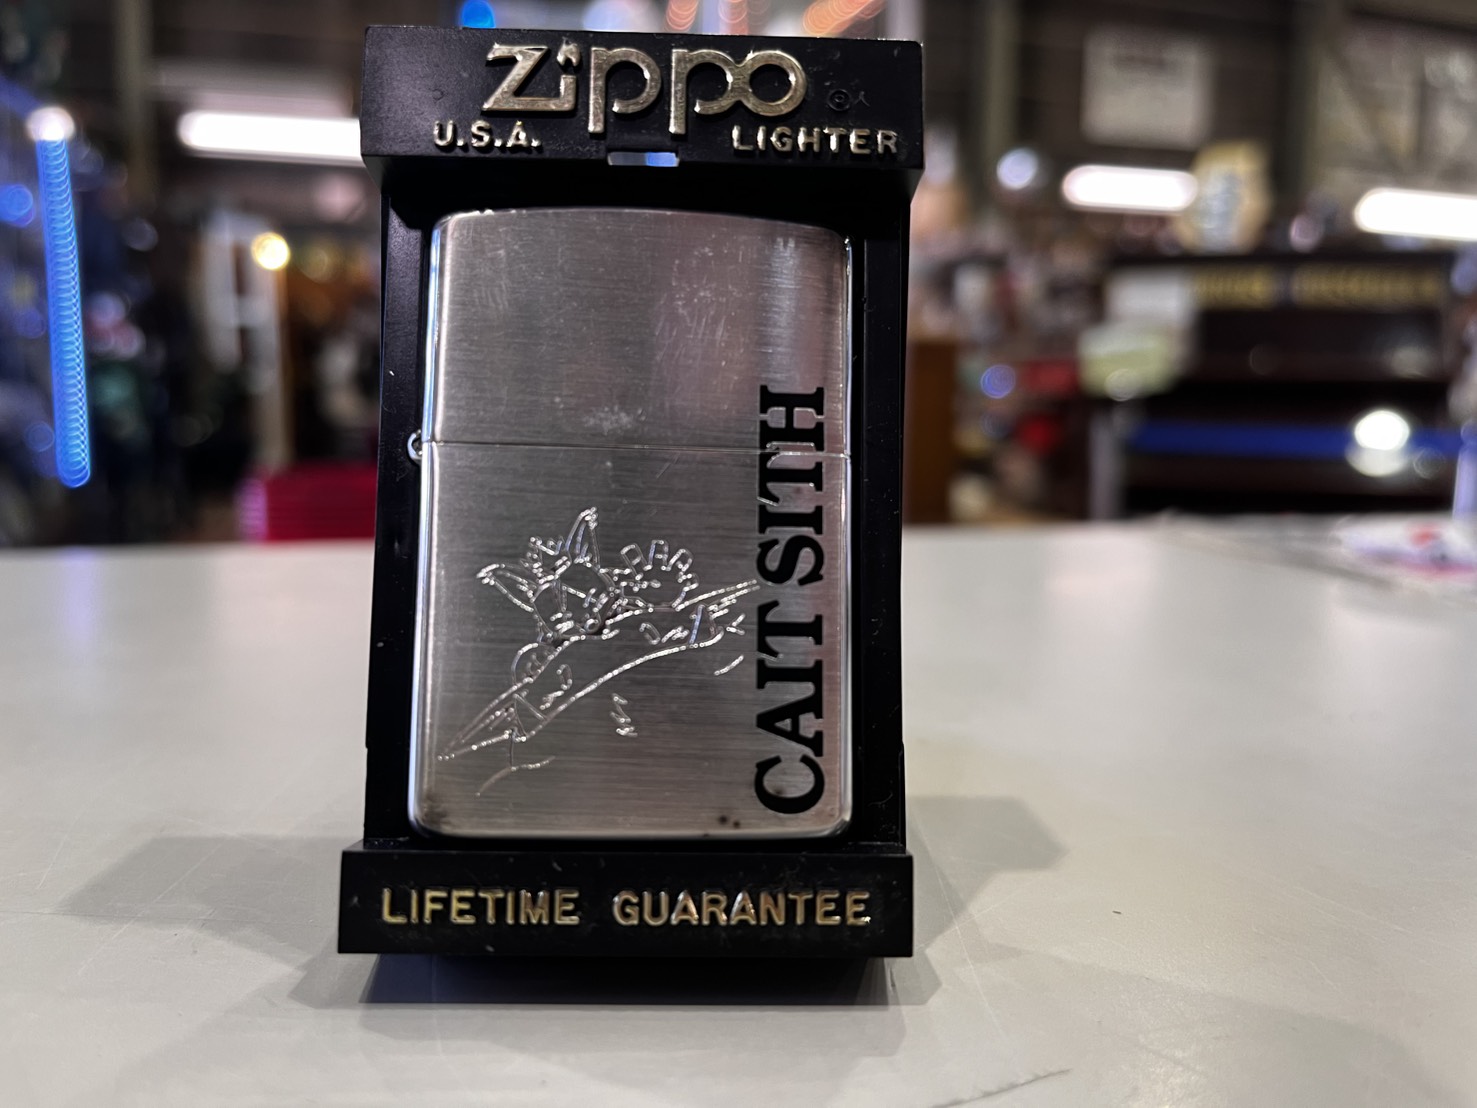 Zippo®
U.S.A. LIGHTER
CAIT SITH
LIFETIME GUARANTEE